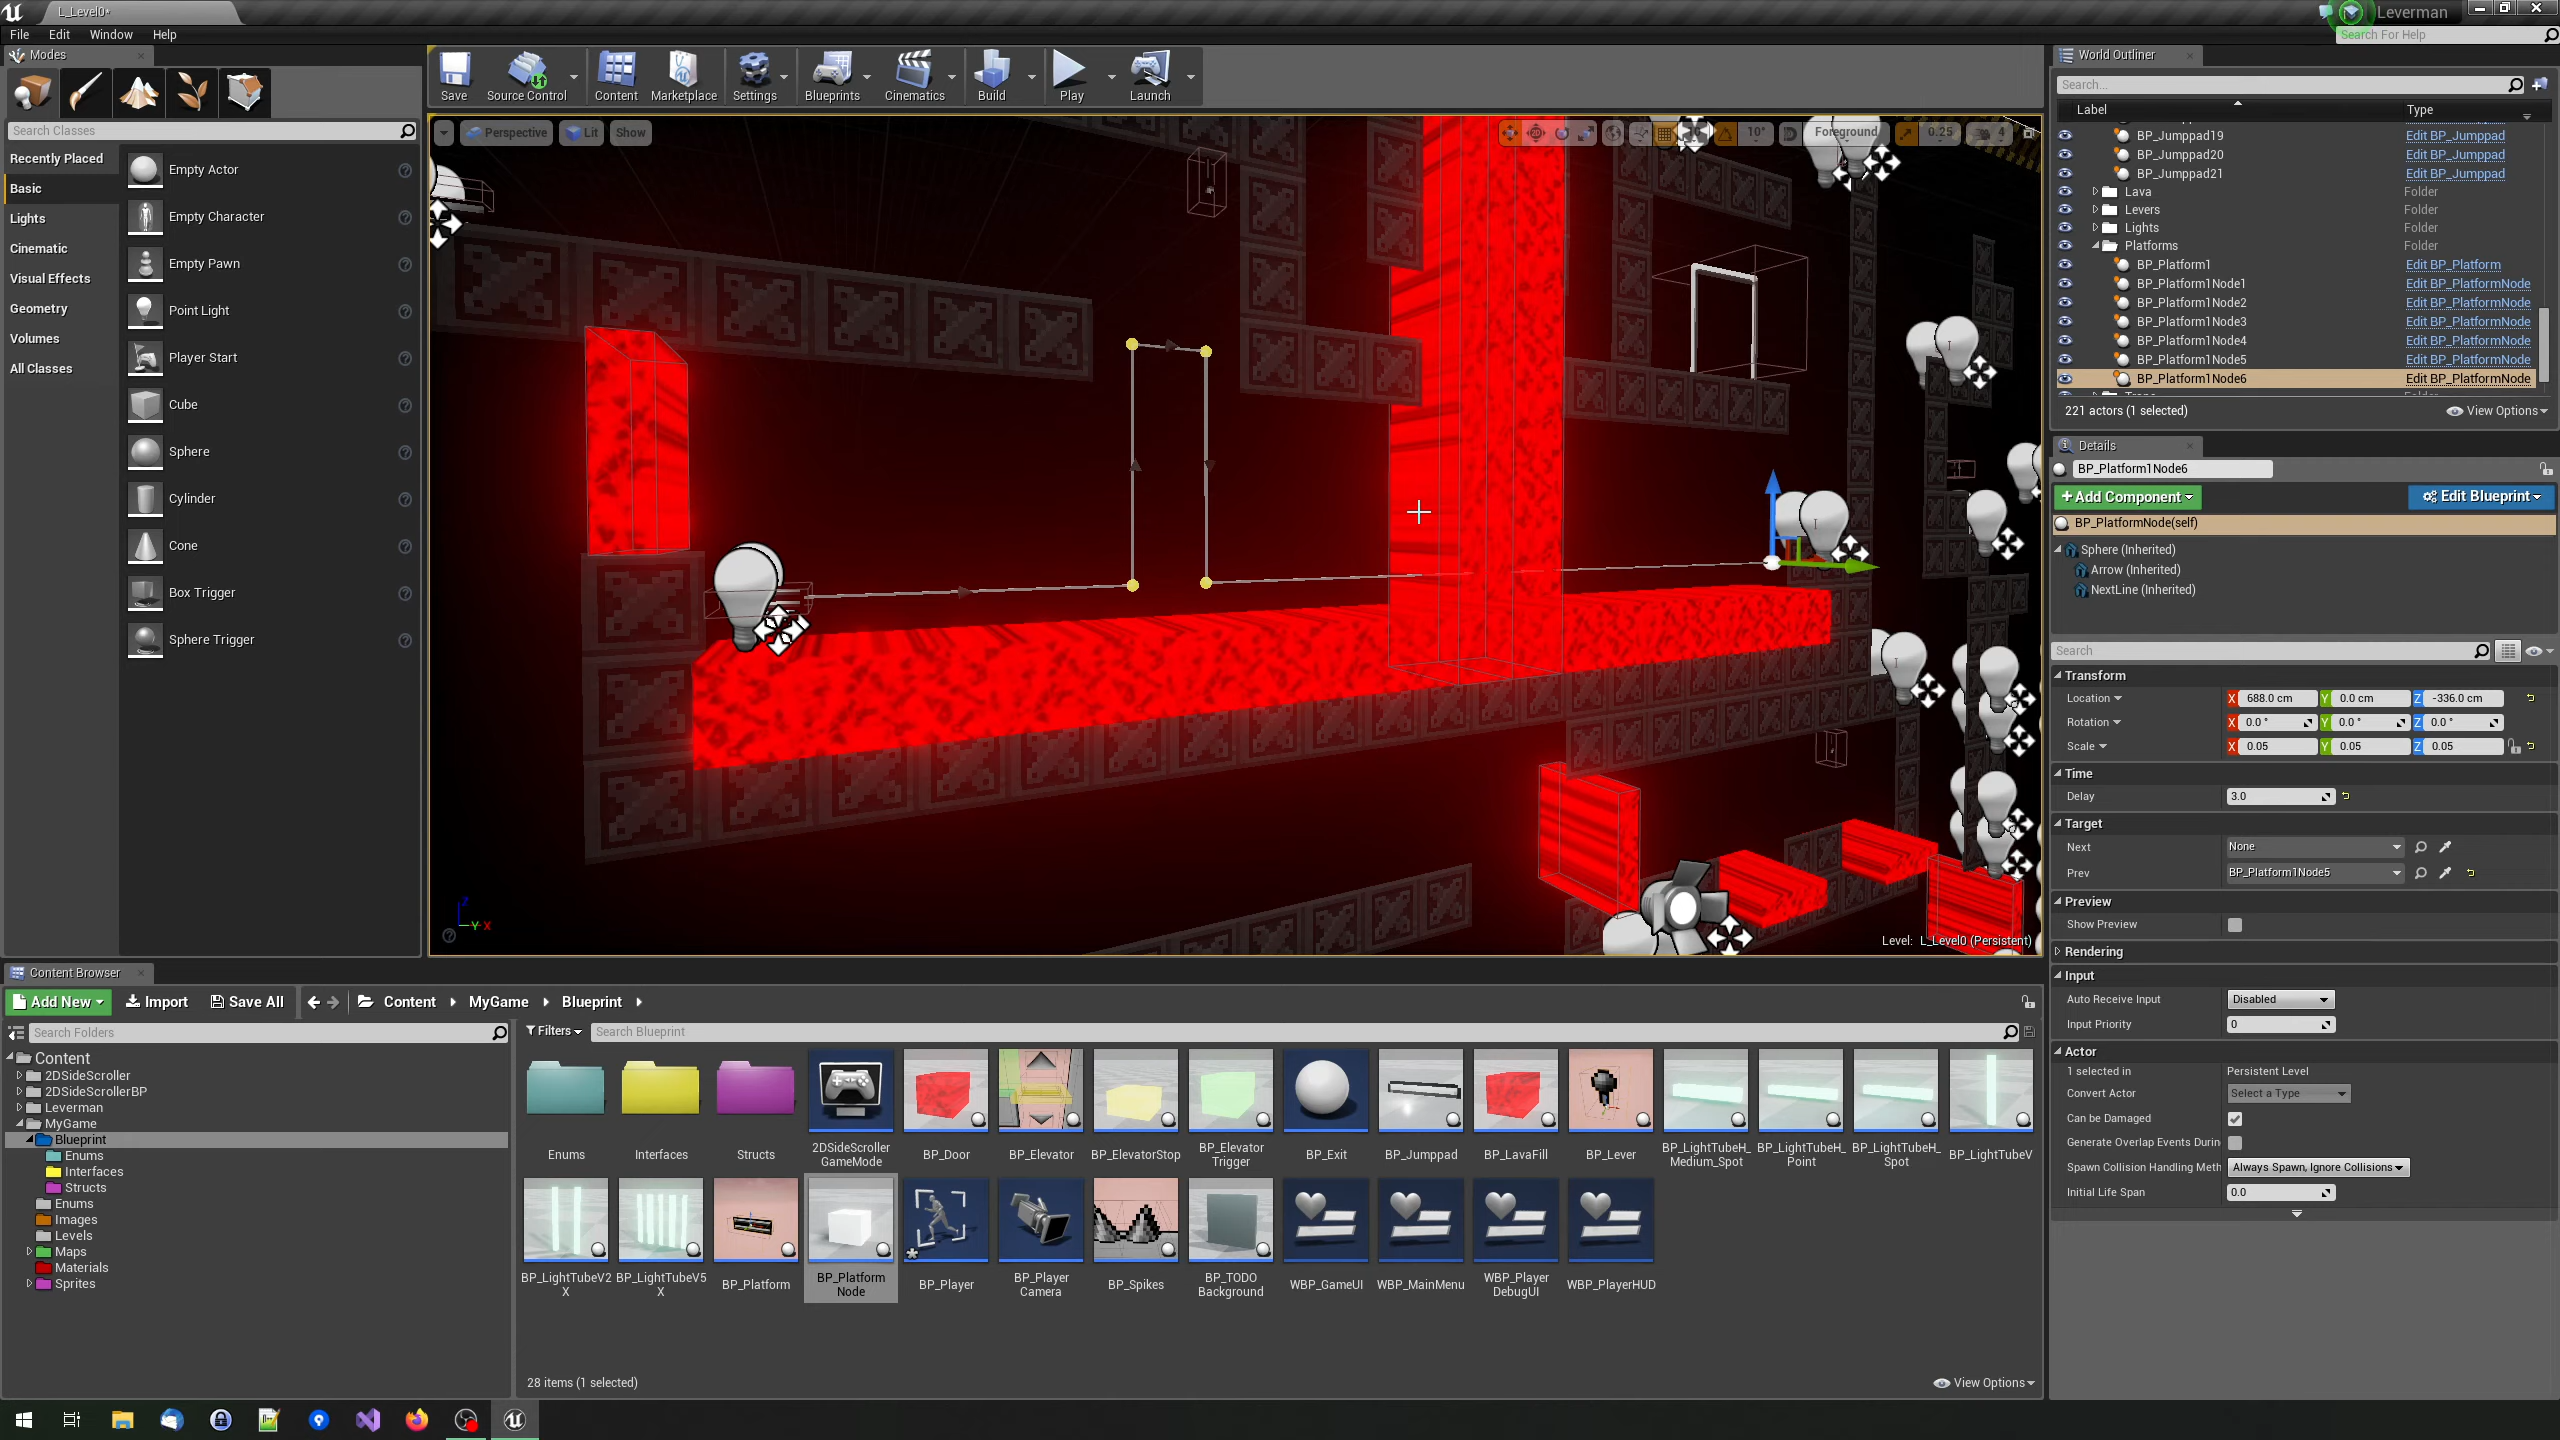 L_Level0*
Leverman
File Edit Window Help
Search For Help
Modes
Search Classes
Recently Placed
Basic
Lights
Cinematic
Visual Effects
Geometry
Volumes
All Classes
Empty Actor
Empty Character
Empty Pawn
Point Light
Player Start
Cube
Sphere
Cylinder
Cone
Box Trigger
Sphere Trigger
Save
Source Control
Content
Marketplace
Settings
Blueprints
Cinematics
Build
Play
Launch
Perspective
Lit
Show
10°
Foreground
0.25
4
Level: L_Level0 (Persistent)
World Outliner
Search...
Label Type
BP_Jumppad19 Edit BP_Jumppad
BP_Jumppad20 Edit BP_Jumppad
BP_Jumppad21 Edit BP_Jumppad
Lava Folder
Levers Folder
Lights Folder
Platforms Folder
BP_Platform1 Edit BP_Platform
BP_Platform1Node1 Edit BP_PlatformNode
BP_Platform1Node2 Edit BP_PlatformNode
BP_Platform1Node3 Edit BP_PlatformNode
BP_Platform1Node4 Edit BP_PlatformNode
BP_Platform1Node5 Edit BP_PlatformNode
BP_Platform1Node6 Edit BP_PlatformNode
221 actors (1 selected)
View Options
Details
BP_Platform1Node6
+Add Component
Edit Blueprint
BP_PlatformNode(self)
Sphere (Inherited)
Arrow (Inherited)
NextLine (Inherited)
Search
Transform
Location X 688.0 cm Y 0.0 cm Z -336.0 cm
Rotation X 0.0 ° Y 0.0 ° Z 0.0 °
Scale X 0.05 Y 0.05 Z 0.05
Time
Delay 3.0
Target
Next None
Prev BP_Platform1Node5
Preview
Show Preview
Rendering
Input
Auto Receive Input Disabled
Input Priority 0
Actor
1 selected in Persistent Level
Convert Actor Select a Type
Can be Damaged
Generate Overlap Events Durin
Spawn Collision Handling Meth Always Spawn, Ignore Collisions
Initial Life Span 0.0
Content Browser
Add New
Import
Save All
Content
MyGame
Blueprint
Search Folders
Filters
Search Blueprint
Content
2DSideScroller
2DSideScrollerBP
Leverman
MyGame
Blueprint
Enums
Interfaces
Structs
Enums
Images
Levels
Maps
Materials
Sprites
Enums
Interfaces
Structs
2DSideScroller
GameMode
BP_Door
BP_Elevator
BP_ElevatorStop
BP_Elevator
Trigger
BP_Exit
BP_Jumppad
BP_LavaFill
BP_Lever
BP_LightTubeH_
Medium_Spot
BP_LightTubeH_
Point
BP_LightTubeH_
Spot
BP_LightTubeV
BP_LightTubeV2
X
BP_LightTubeV5
X
BP_Platform
BP_Platform
Node
BP_Player
BP_Player
Camera
BP_Spikes
BP_TODO
Background
WBP_GameUI
WBP_MainMenu
WBP_Player
DebugUI
WBP_PlayerHUD
28 items (1 selected)
View Options